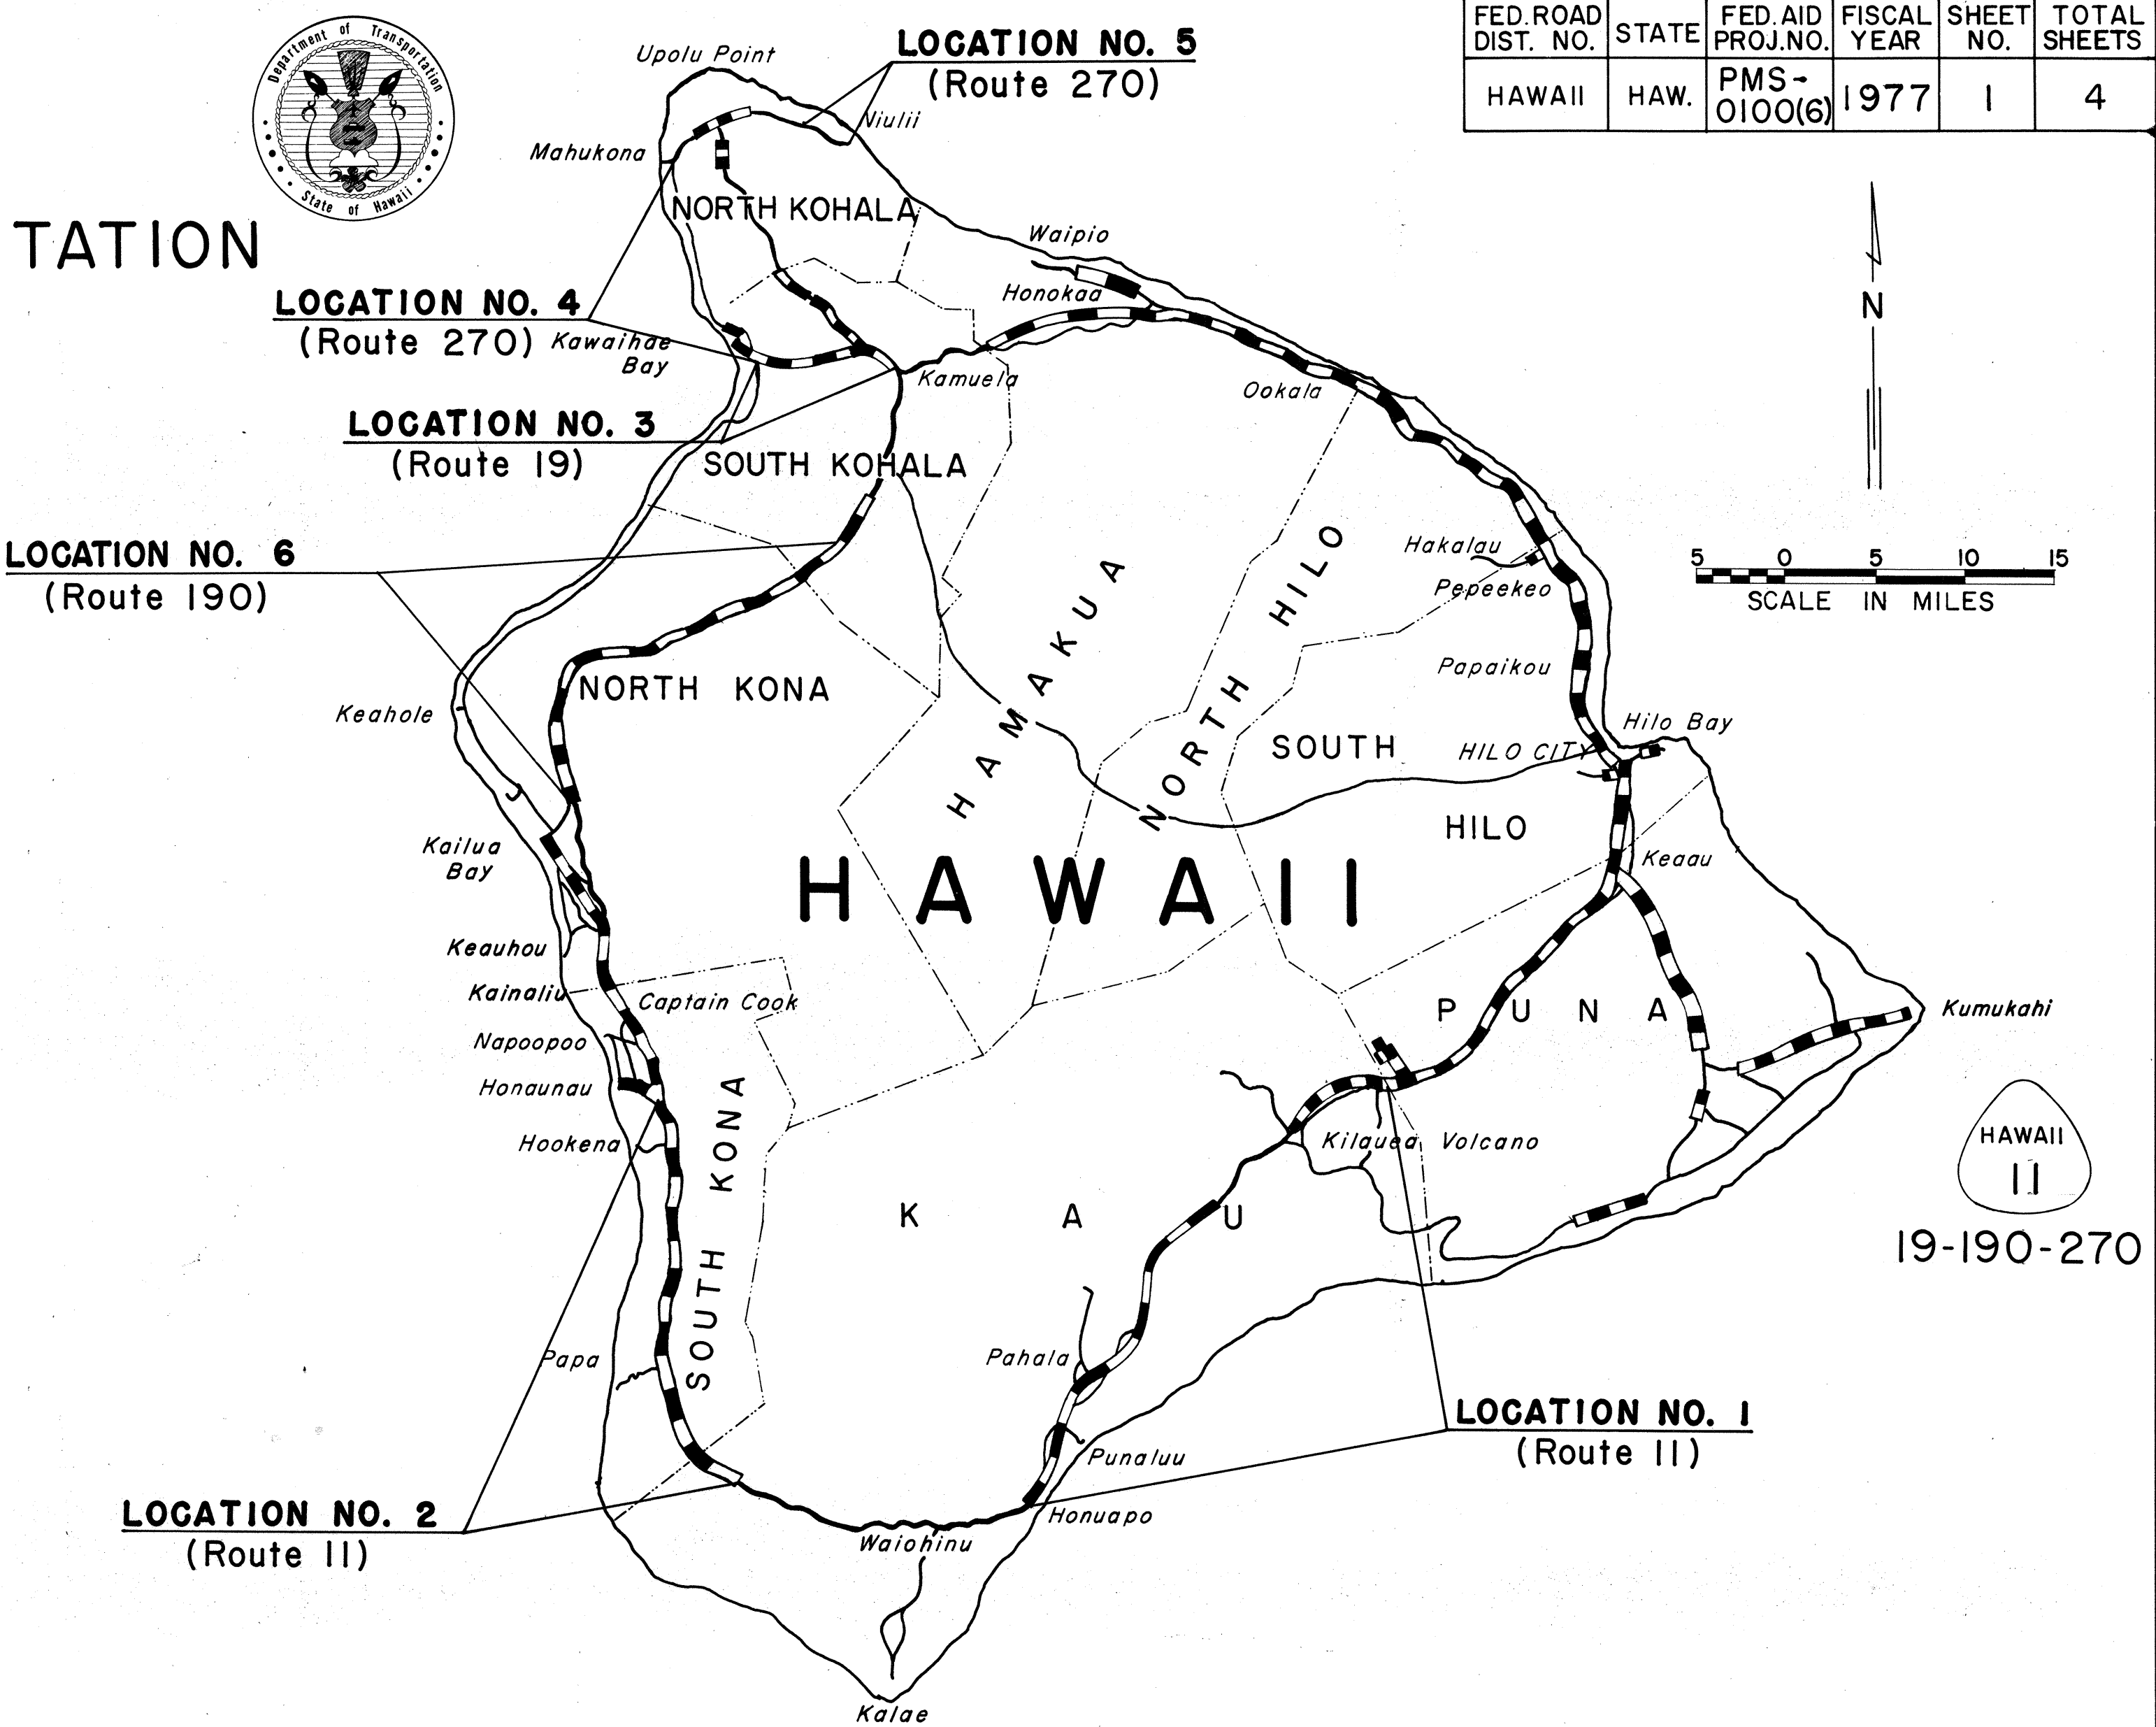 FED. ROAD DIST. NO.
STATE
FED. AID PROJ. NO.
FISCAL YEAR
SHEET NO.
TOTAL SHEETS
HAWAII
HAW.
PMS-0100(6)
1977
1
4
Department of Transportation
State of Hawaii
TATION
Upolu Point
LOCATION NO. 5
(Route 270)
Niulii
Mahukona
NORTH KOHALA
Waipio
Honokaa
LOCATION NO. 4
(Route 270)
Kawaihae
Bay
Kamuela
Ookala
LOCATION NO. 3
(Route 19)
SOUTH KOHALA
N
LOCATION NO. 6
(Route 190)
Hakalau
Pepeekeo
5 0 5 10 15
SCALE IN MILES
HAMAKUA
NORTH HILO
NORTH KONA
Papaikou
Keahole
Hilo Bay
SOUTH
HILO CITY
HILO
Kailua
Bay
Keaau
HAWAII
Keauhou
Kainaliu
Captain Cook
PUNA
Kumukahi
Napoopoo
Honaunau
Hookena
SOUTH KONA
Kilauea Volcano
HAWAII
11
19-190-270
KAU
Papa
Pahala
LOCATION NO. 1
(Route 11)
Punaluu
LOCATION NO. 2
(Route 11)
Honuapo
Waiohinu
Kalae